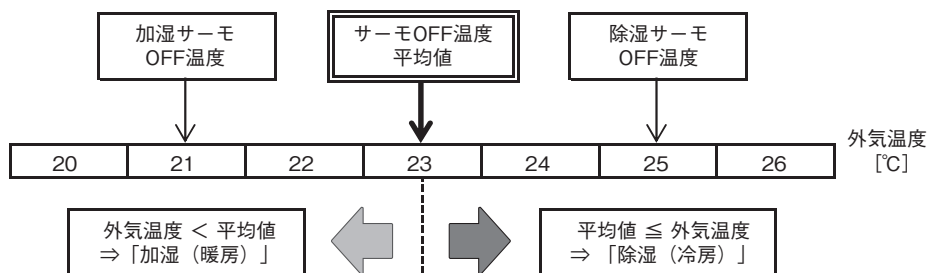 加湿サーモ
OFF温度
サーモOFF温度
平均値
除湿サーモ
OFF温度
20 21 22 23 24 25 26
外気温度
[℃]
外気温度 ＜ 平均値
⇒「加湿（暖房）」
平均値 ≦ 外気温度
⇒ 「除湿（冷房）」